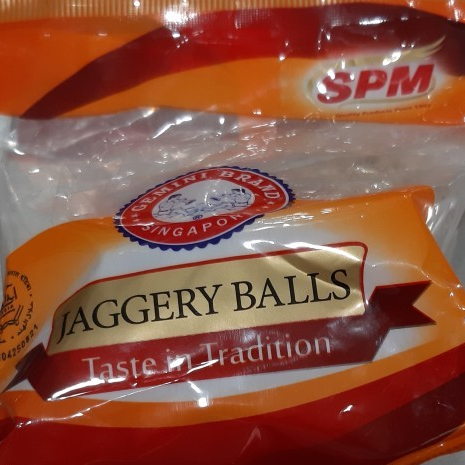 SPM
GEMINI BRAND
SINGAPORE
JAGGERY BALLS
Taste in Tradition